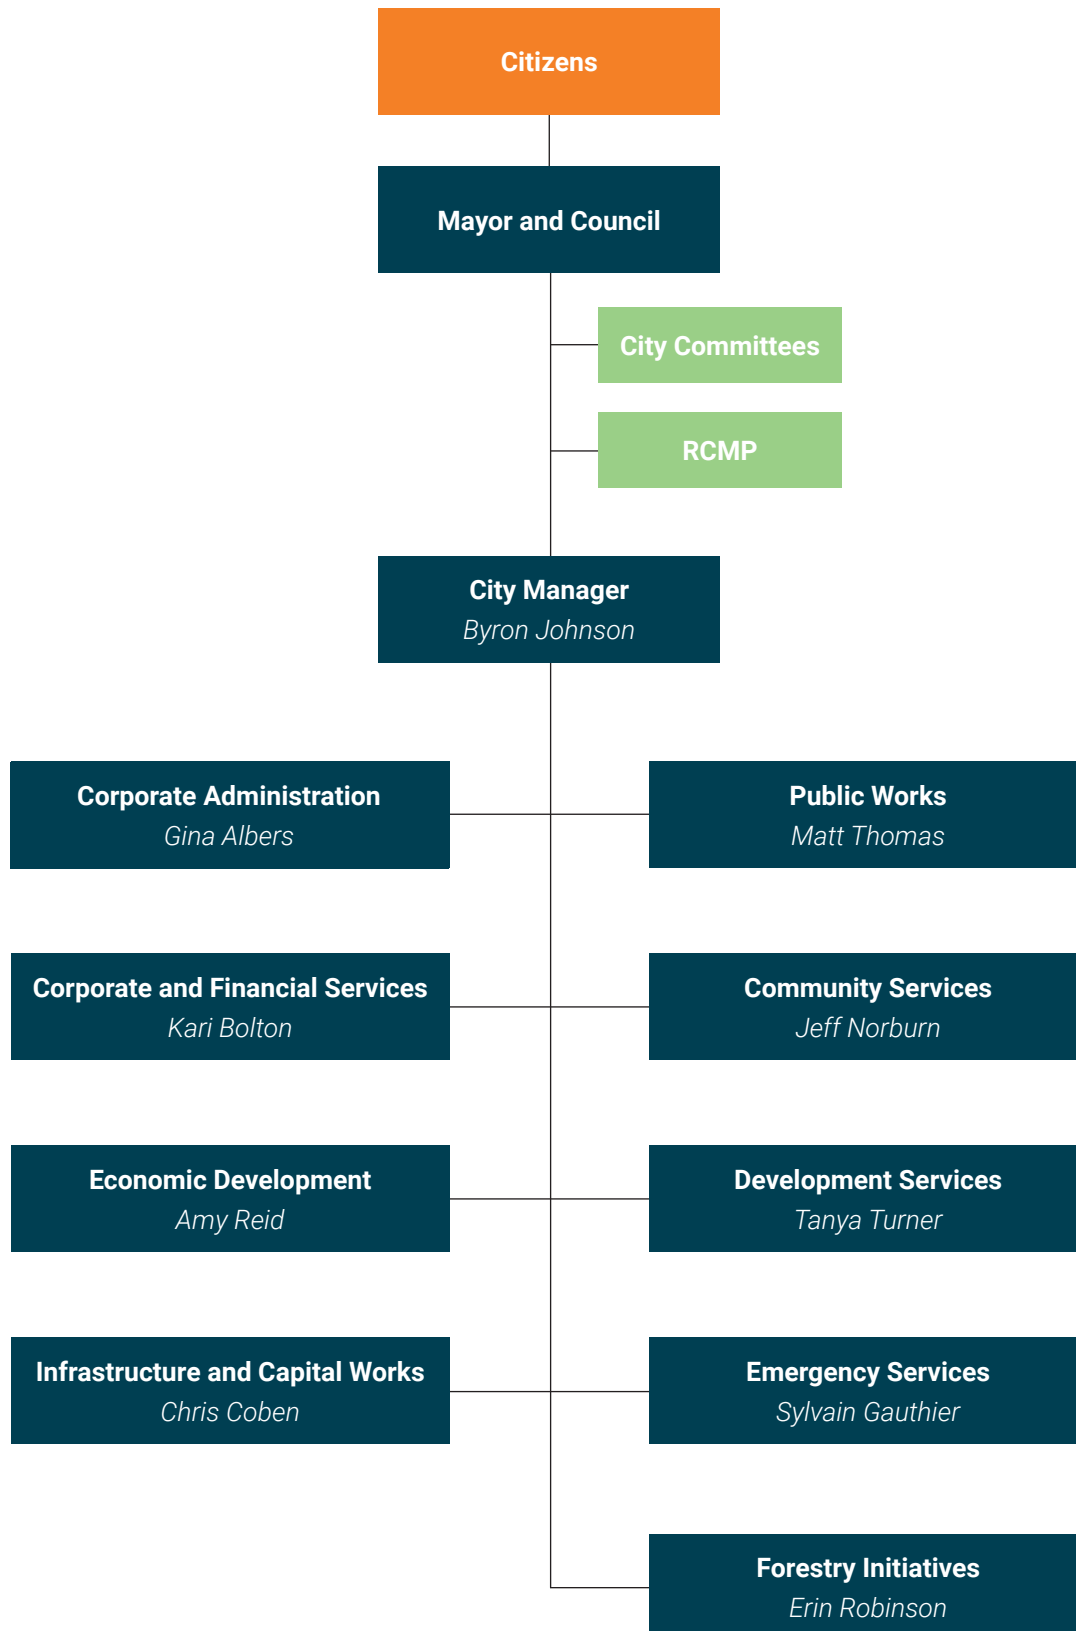 Citizens
Mayor and Council
City Committees
RCMP
City Manager
Byron Johnson
Corporate Administration
Gina Albers
Public Works
Matt Thomas
Corporate and Financial Services
Kari Bolton
Community Services
Jeff Norburn
Economic Development
Amy Reid
Development Services
Tanya Turner
Infrastructure and Capital Works
Chris Coben
Emergency Services
Sylvain Gauthier
Forestry Initiatives
Erin Robinson